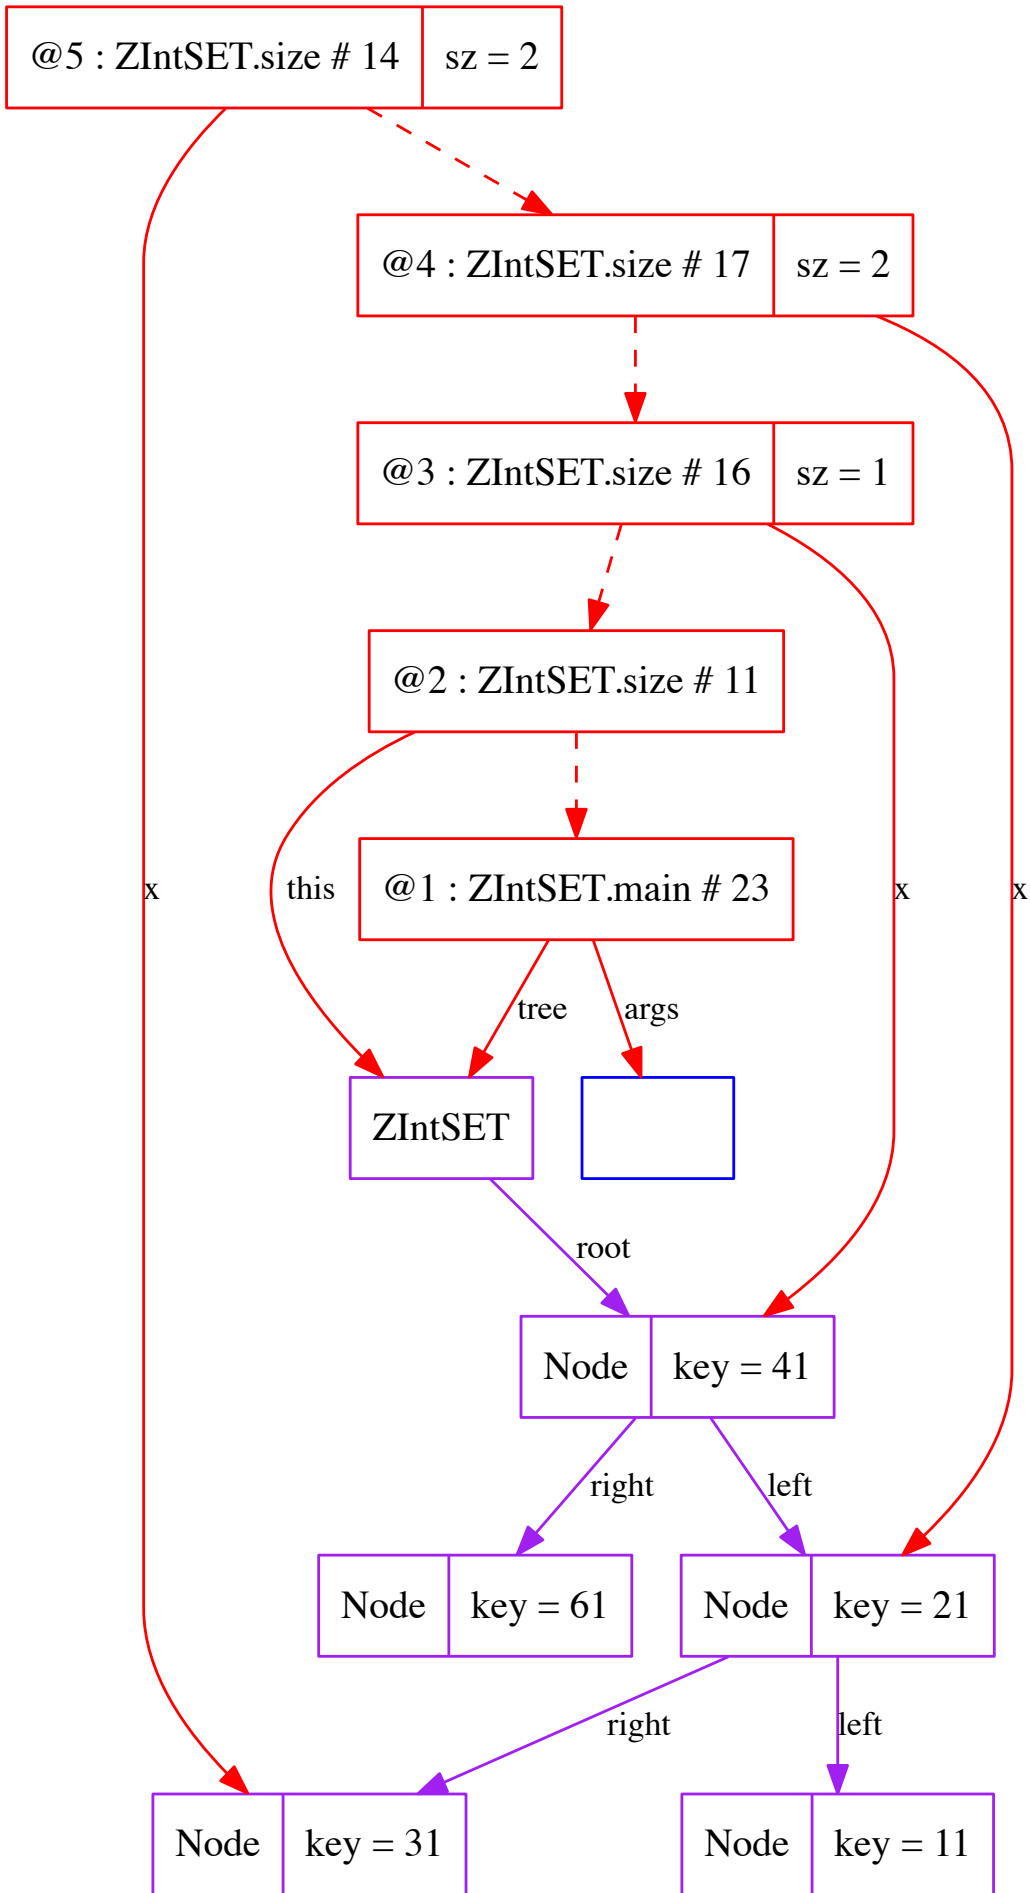 @5 : ZIntSET.size # 14 sz = 2
@4 : ZIntSET.size # 17 sz = 2
@3 : ZIntSET.size # 16 sz = 1
@2 : ZIntSET.size # 11
x this @1 : ZIntSET.main # 23 x x
tree args
ZIntSET
root
Node key = 41
right left
Node key = 61 Node key = 21
right left
Node key = 31 Node key = 11